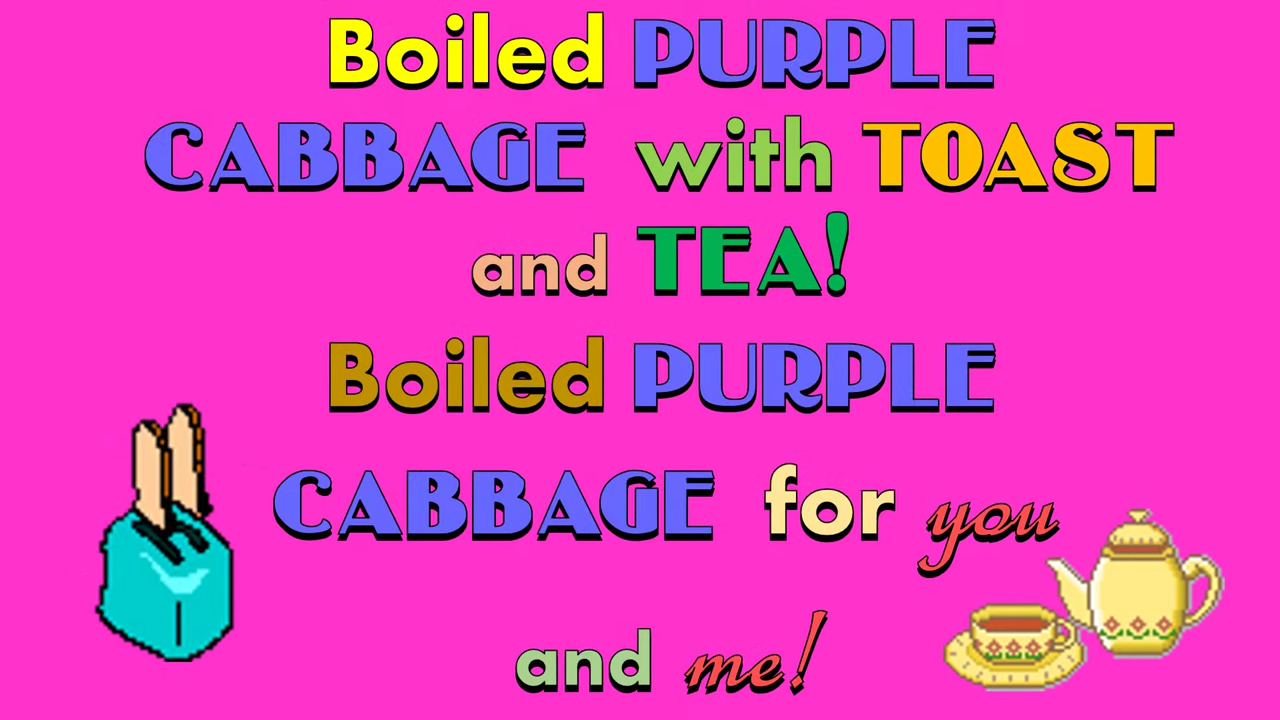 Boiled PURPLE
CABBAGE with TOAST
and TEA!
Boiled PURPLE
CABBAGE for you
and me!